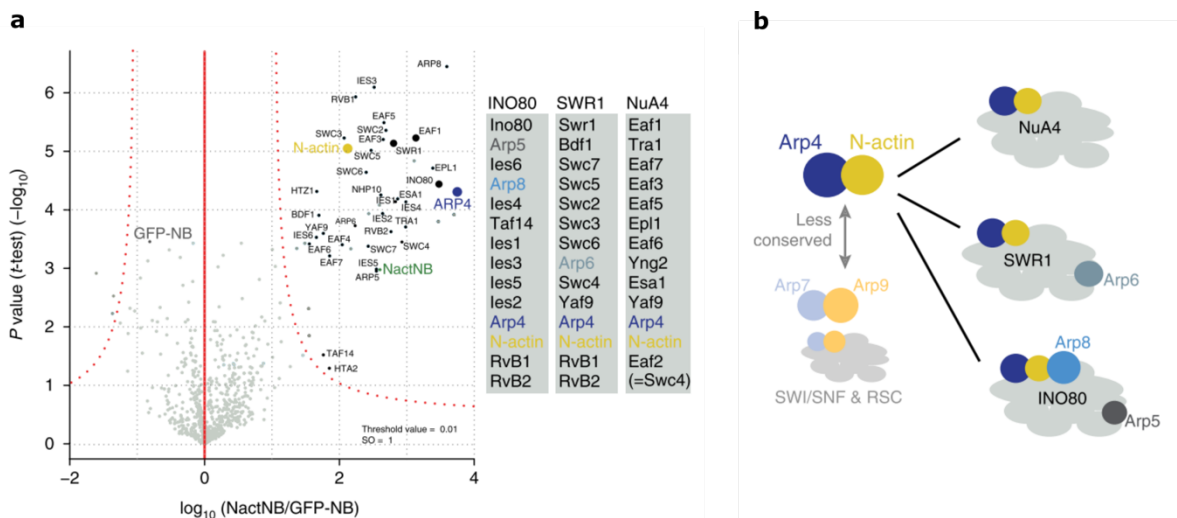 a
P value (t-test) (−log10)
6
5
4
3
2
1
0
−2
0
2
4
log10 (NactNB/GFP-NB)
ARP8
IES3
RVB1
EAF5
SWC2
EAF1
SWC3
EAF3
N-actin
SWR1
SWC5
EPL1
SWC6
INO80
NHP10
ESA1
HTZ1
ARP4
IES1
IES4
BDF1
IES2
TRA1
ARP6
YAF9
RVB2
IES6
GFP-NB
EAF4
SWC4
EAF6
SWC7
EAF7
IES5
NactNB
ARP5
TAF14
HTA2
Threshold value = 0.01
SO = 1
INO80 SWR1 NuA4
Ino80 Swr1 Eaf1
Arp5 Bdf1 Tra1
Ies6 Swc7 Eaf7
Arp8 Swc5 Eaf3
Ies4 Swc2 Eaf5
Taf14 Swc3 Epl1
Ies1 Swc6 Eaf6
Ies3 Arp6 Yng2
Ies5 Swc4 Esa1
Ies2 Yaf9 Yaf9
Arp4 Arp4 Arp4
N-actin N-actin N-actin
RvB1 RvB1 Eaf2
RvB2 RvB2 (=Swc4)
b
Arp4 N-actin
NuA4
Less
conserved
SWR1
Arp6
Arp7 Arp9
SWI/SNF & RSC
Arp8
INO80
Arp5